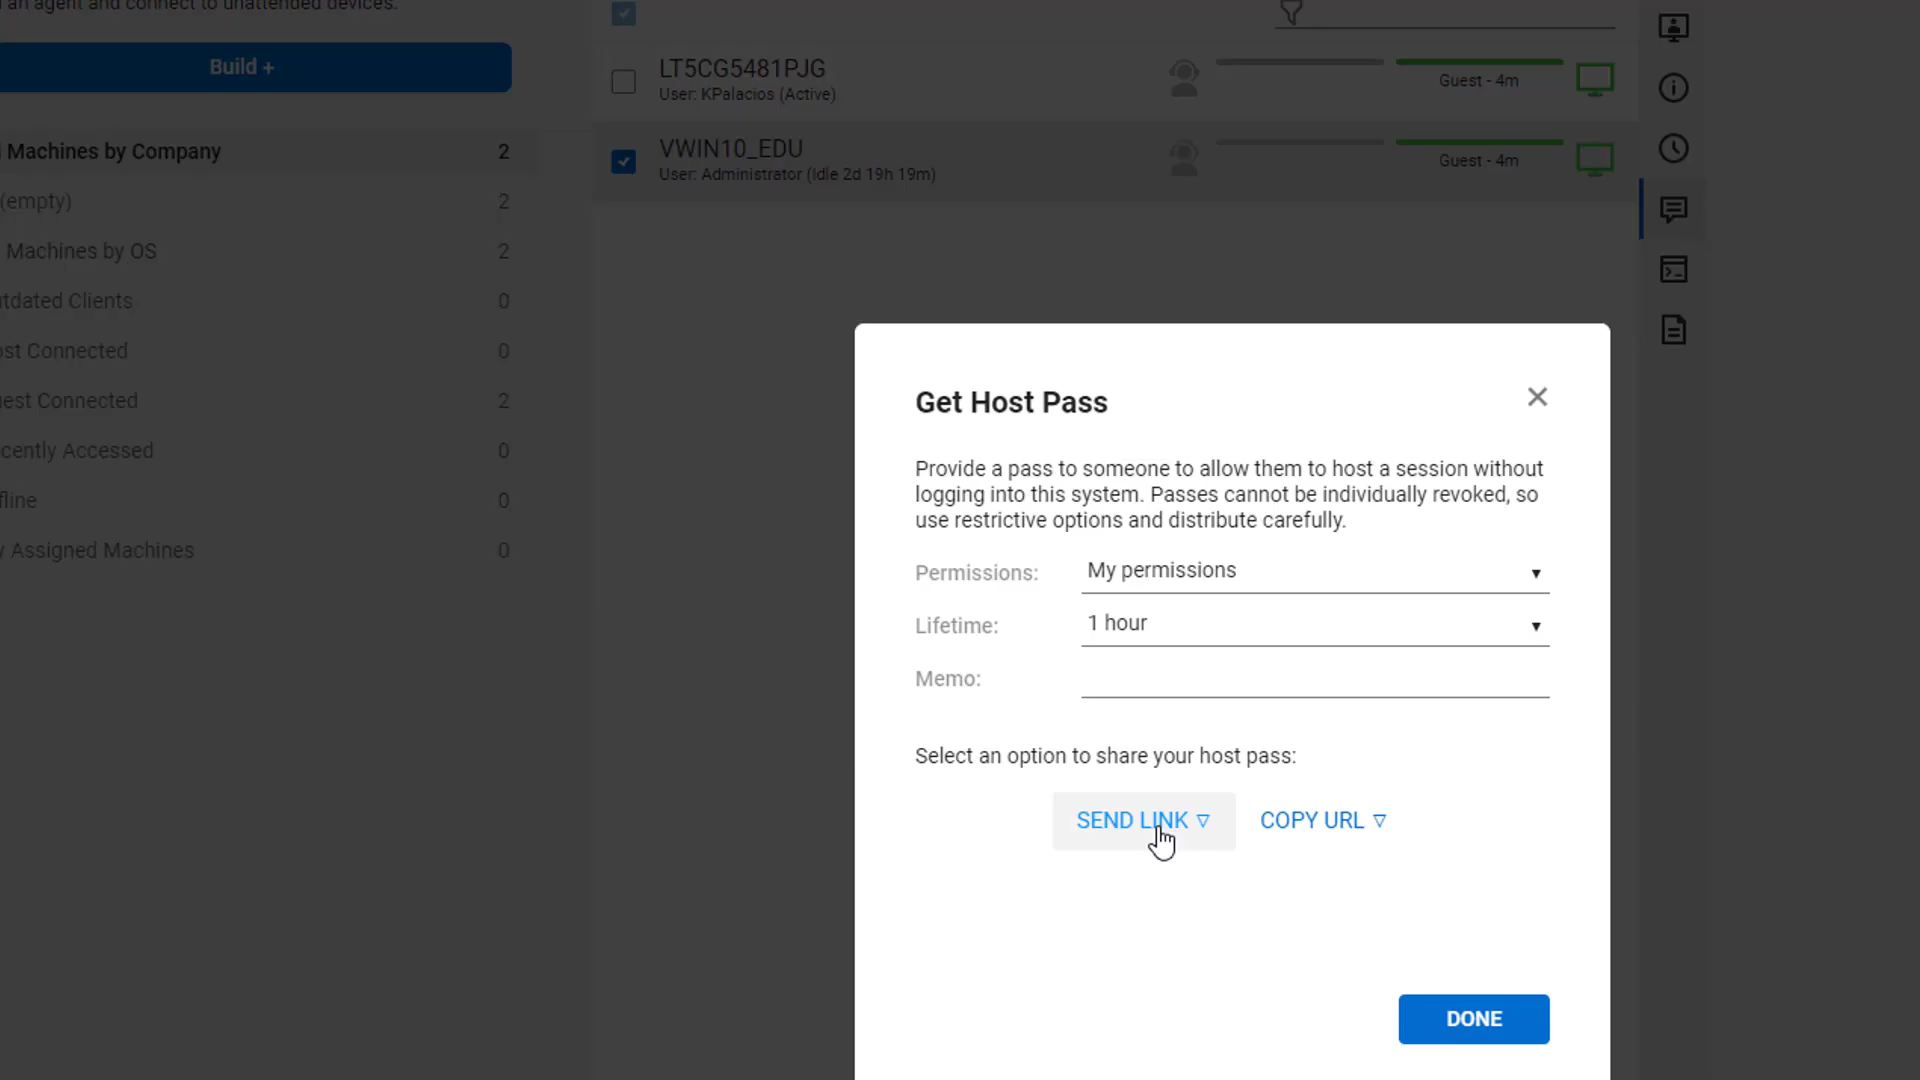 an agent and connect to unattended devices.
Build +
Machines by Company 2
(empty) 2
Machines by OS 2
tdated Clients 0
ost Connected 0
est Connected 2
cently Accessed 0
fline 0
y Assigned Machines 0
LT5CG5481PJG
User: KPalacios (Active)
Guest - 4m
VWIN10_EDU
User: Administrator (Idle 2d 19h 19m)
Guest - 4m
Get Host Pass
Provide a pass to someone to allow them to host a session without
logging into this system. Passes cannot be individually revoked, so
use restrictive options and distribute carefully.
Permissions: My permissions
Lifetime: 1 hour
Memo:
Select an option to share your host pass:
SEND LINK COPY URL
DONE